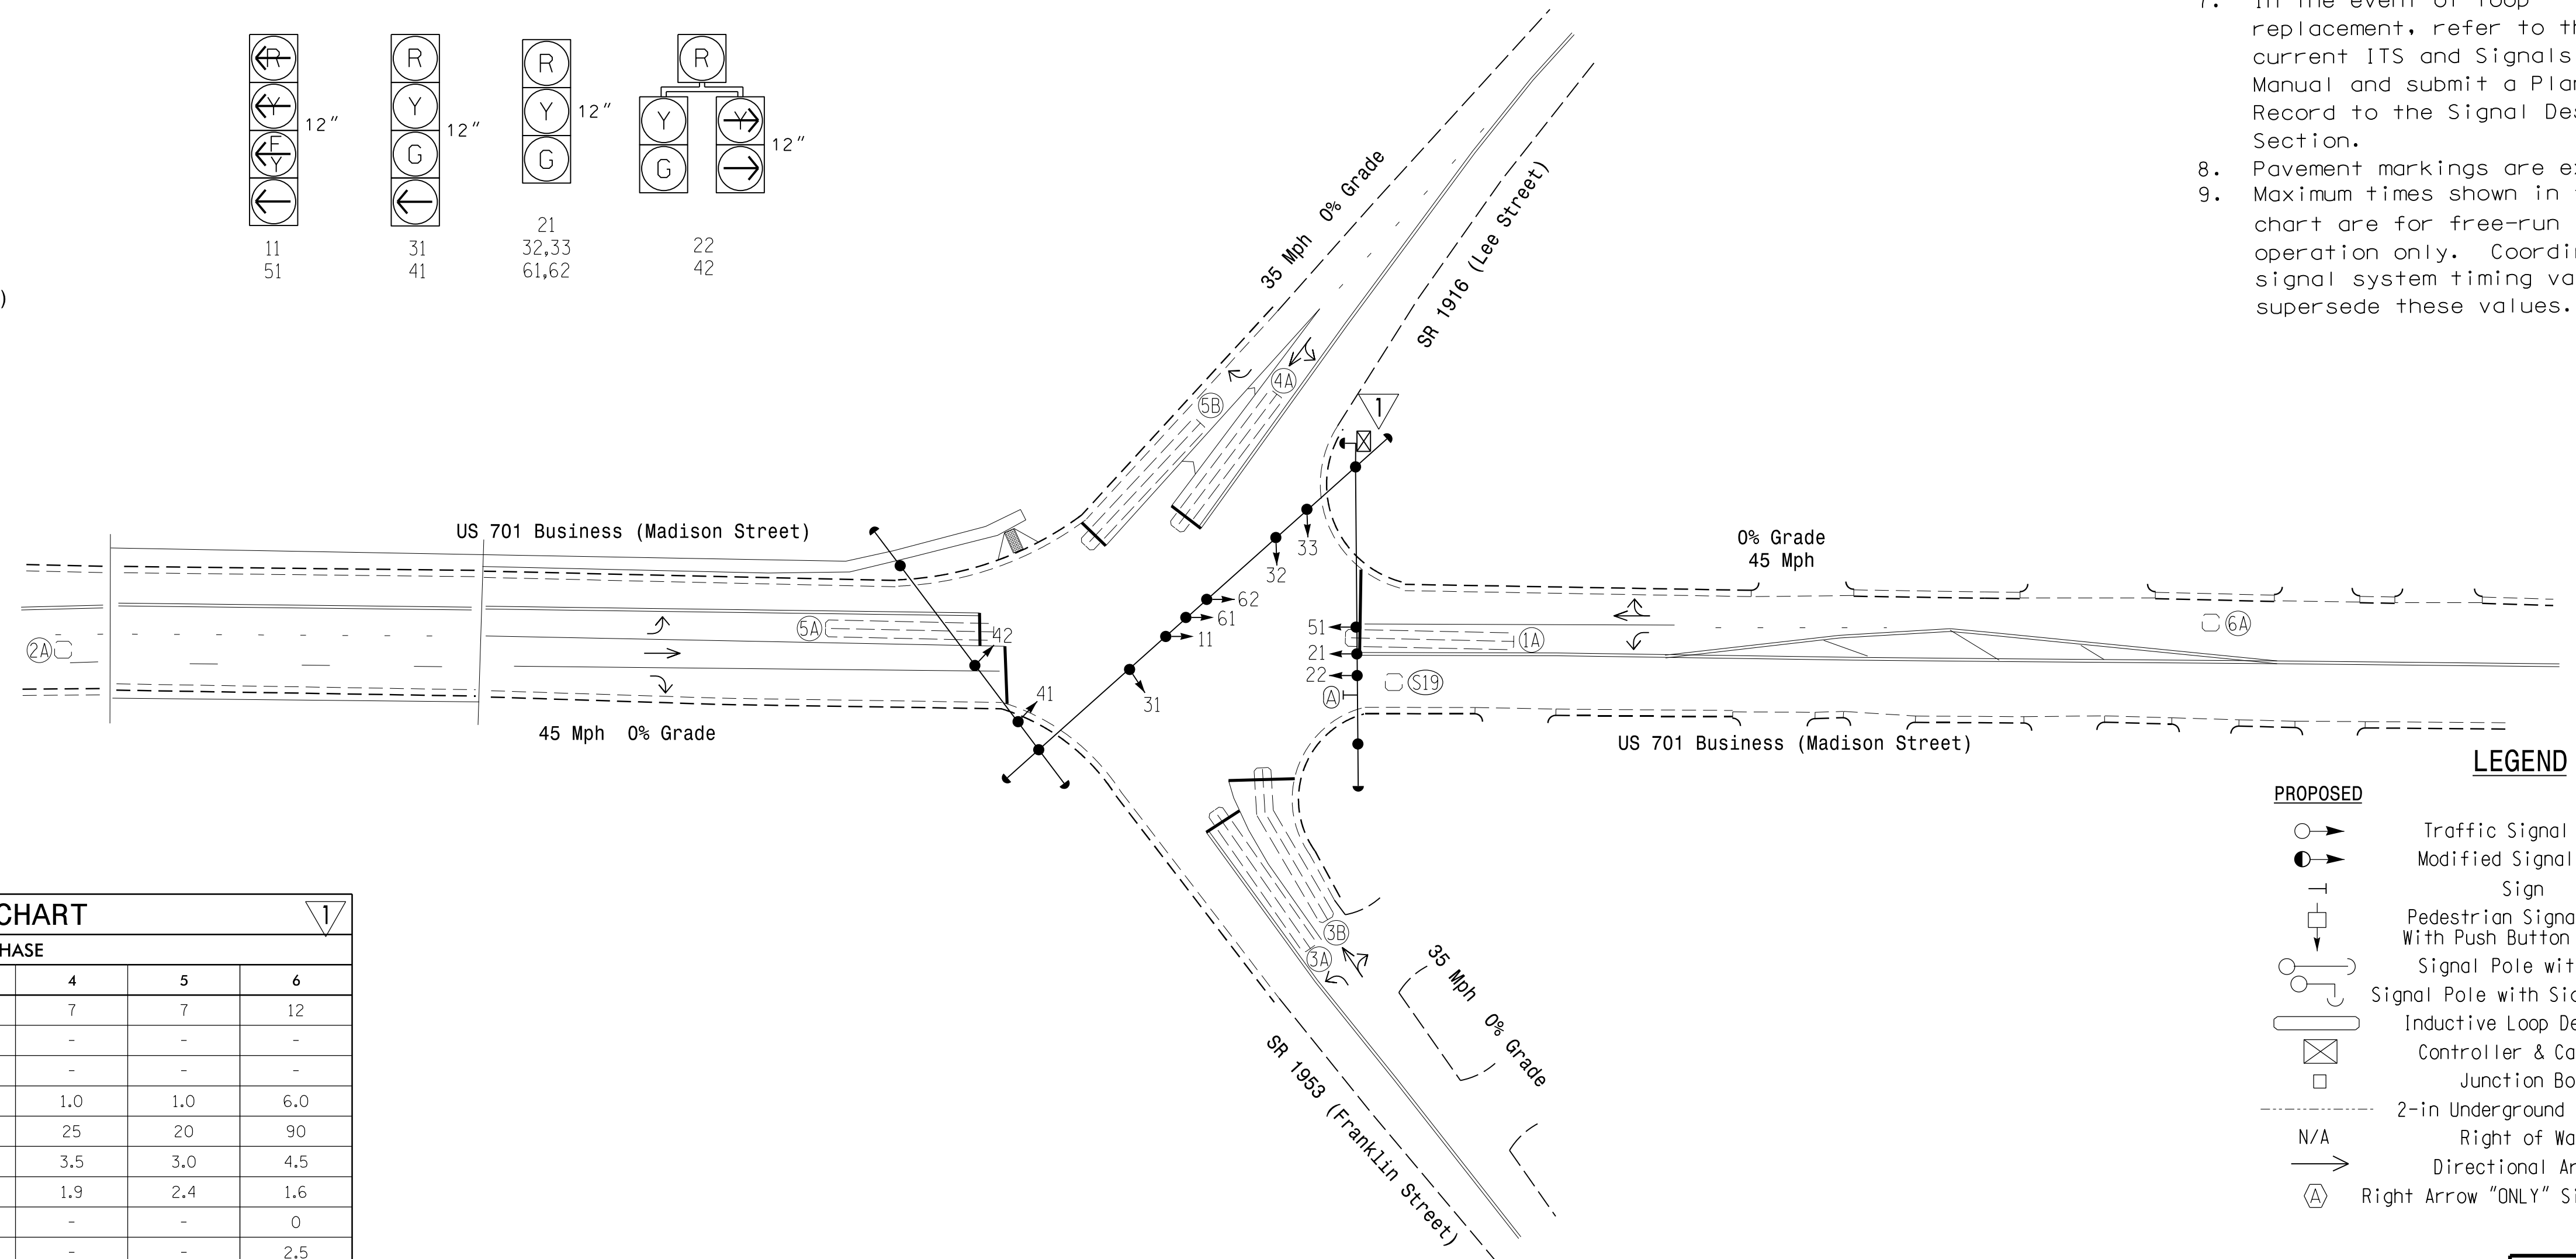 R
Y
F
Y
12"
11
51
R
Y
G
12"
31
41
R
Y
G
12"
21
32,33
61,62
R
Y
Y
G
12"
22
42
)
7. In the event of loop
replacement, refer to th
current ITS and Signals
Manual and submit a Plan
Record to the Signal Des
Section.
8. Pavement markings are ex
9. Maximum times shown in
chart are for free-run
operation only. Coordin
signal system timing va
supersede these values.
35 Mph 0% Grade
SR 1916 (Lee Street)
4A
5B
1
US 701 Business (Madison Street)
33
32
62
61
11
31
42
41
5A
2A
45 Mph 0% Grade
51
21
22
A
1A
S19
6A
0% Grade
45 Mph
US 701 Business (Madison Street)
3B
3A
35 Mph 0% Grade
SR 1953 (Franklin Street)
CHART 1
HASE
4 5 6
7 7 12
- - -
- - -
1.0 1.0 6.0
25 20 90
3.5 3.0 4.5
1.9 2.4 1.6
- - 0
- - 2.5
LEGEND
PROPOSED
Traffic Signal
Modified Signal
Sign
Pedestrian Signa
With Push Button
Signal Pole wit
Signal Pole with Sid
Inductive Loop De
Controller & Ca
Junction Bo
2-in Underground
N/A Right of Wa
Directional Ar
A Right Arrow "ONLY" Si